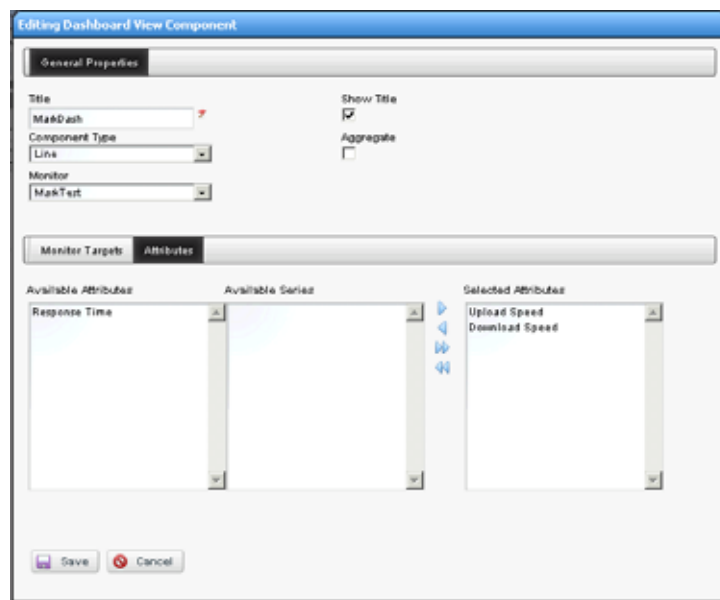 Editing Dashboard View Component
General Properties
Title
Show Title
MarkDash
Component Type
Aggregate
Line
Monitor
MarkTest
Monitor Targets
Attributes
Available Attributes
Available Series
Selected Attributes
Response Time
Upload Speed
Download Speed
Save
Cancel